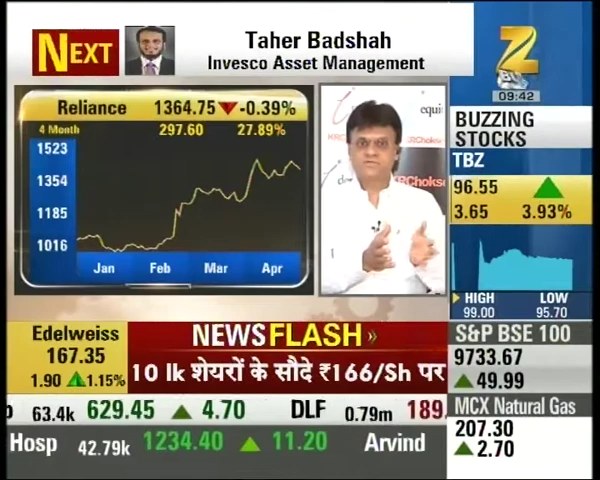 NEXT
Taher Badshah
Invesco Asset Management
Z
09:42
Reliance 1364.75 -0.39%
4 Month 297.60 27.89%
1523
1354
1185
1016
Jan Feb Mar Apr
equi
KRChoksey
KRChokse
BUZZING
STOCKS
TBZ
96.55
3.65 3.93%
HIGH LOW
99.00 95.70
Edelweiss
167.35
1.90 1.15%
NEWS FLASH
10 lk शेयरों के सौदे ₹166/Sh पर
S&P BSE 100
9733.67
49.99
MCX Natural Gas
207.30
2.70
63.4k 629.45 4.70 DLF 0.79m 189.
Hosp 42.79k 1234.40 11.20 Arvind